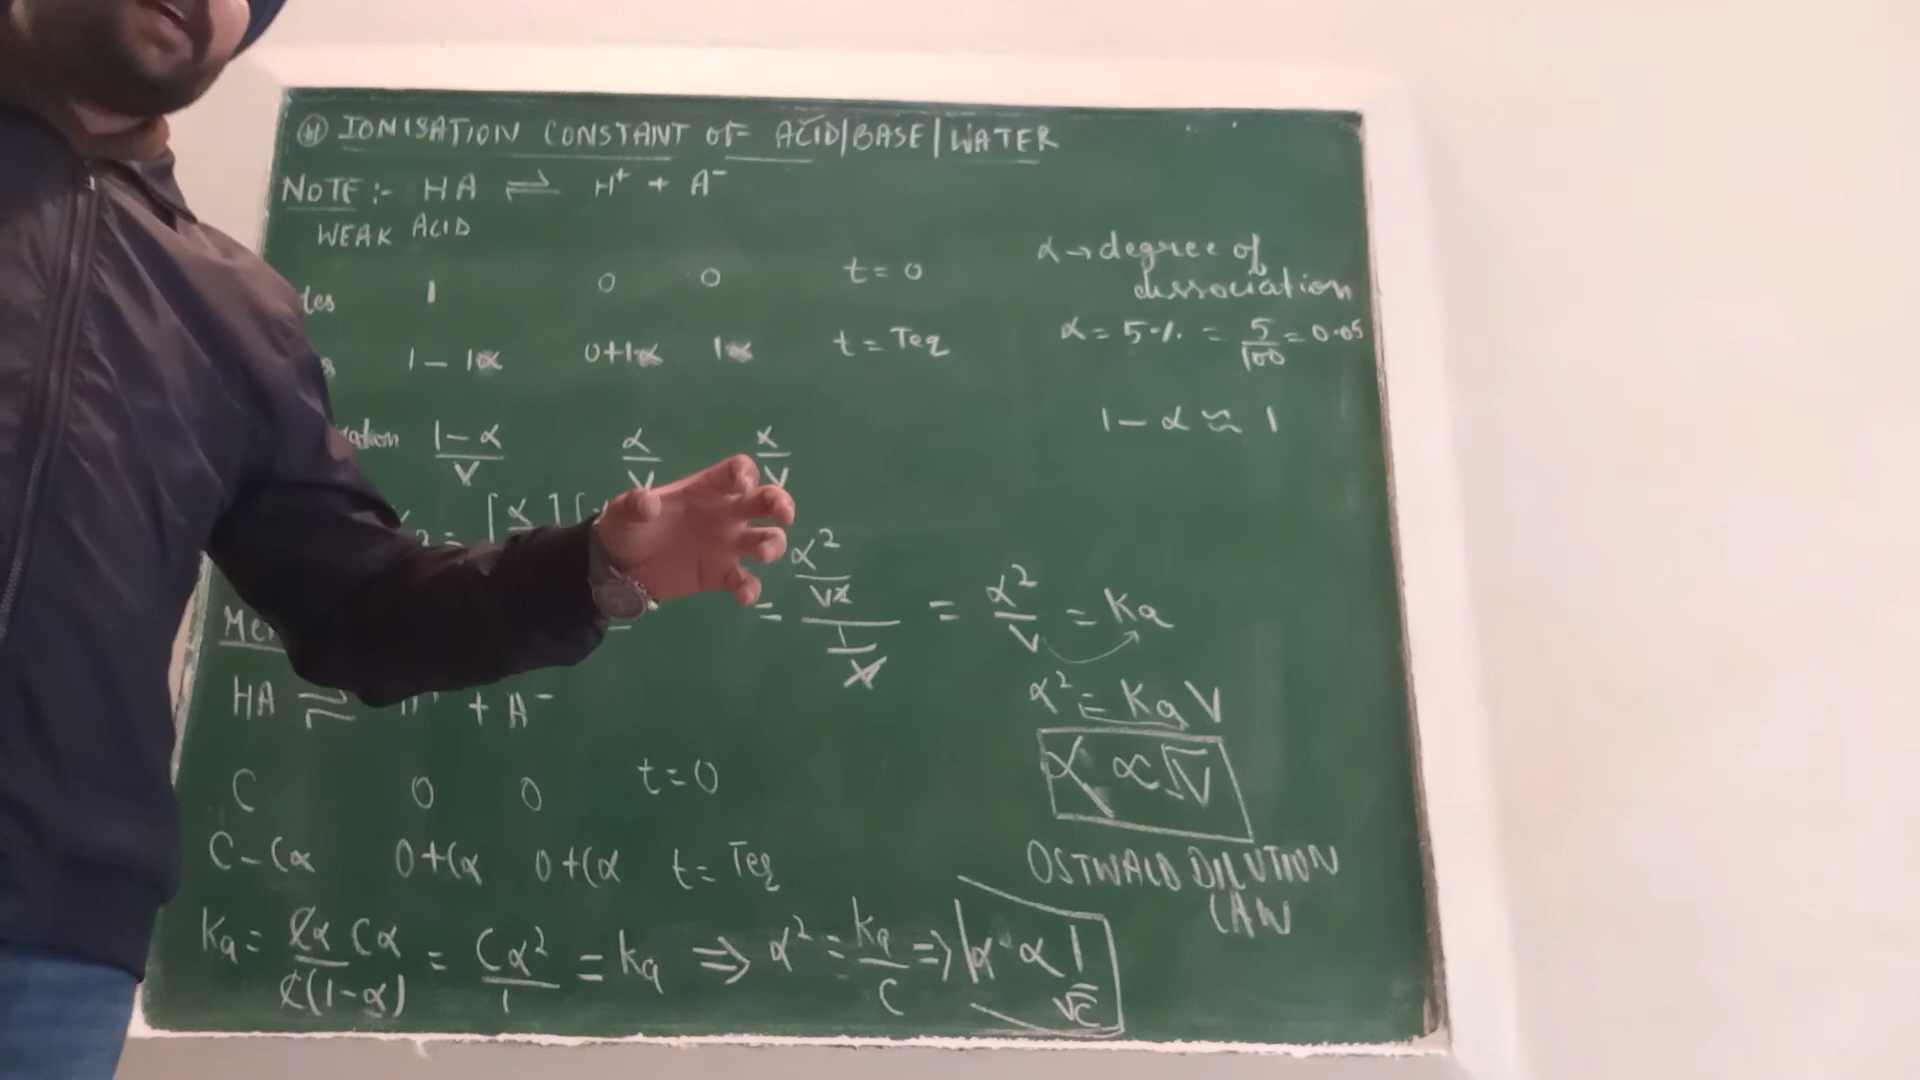 IONISATION CONSTANT OF ACID/BASE/WATER
NOTE :- HA ⇌ H⁺ + A⁻
WEAK ACID
1 0 0 t = 0
1 - 1α 0+1α 1α t = Teq
α → degree of
dissociation
α = 5% = 5/100 = 0.05
1 - α ≈ 1
(1-α)/V α/V α/V
= (α²/V²)/(1/V) = α²/V = Ka
α² = Ka V
α ∝ √V
OSTWALD DILUTION
LAW
HA ⇌ H⁺ + A⁻
C 0 0 t = 0
C - Cα 0+Cα 0+Cα t = Teq
Ka = Cα Cα / C(1-α) = Cα²/1 = Ka ⇒ α² = Ka/C ⇒ α ∝ 1/√C